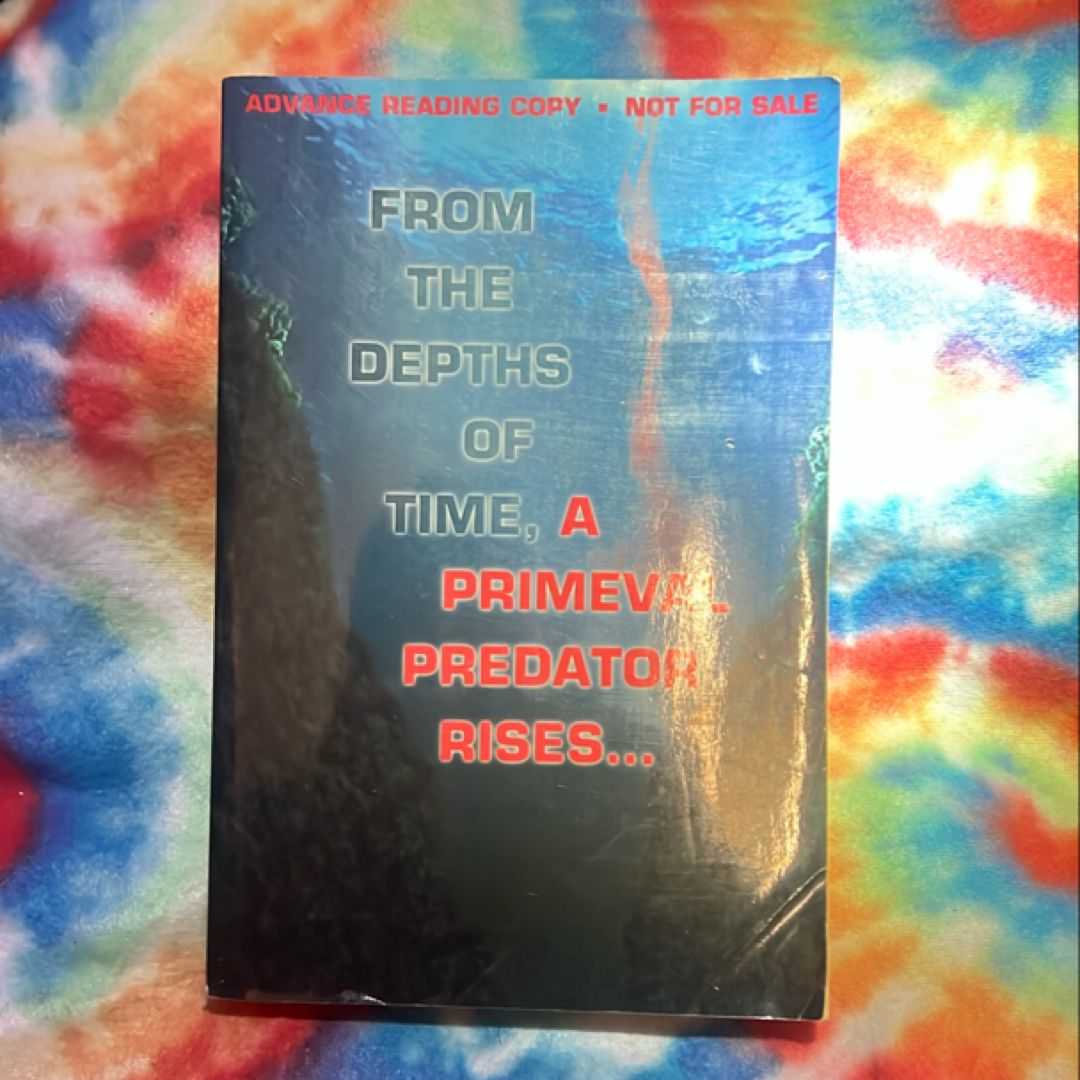 ADVANCE READING COPY • NOT FOR SALE
FROM
THE
DEPTHS
OF
TIME, A
PRIMEVAL
PREDATOR
RISES...